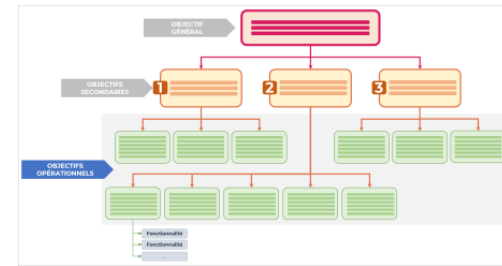 OBJECTIF
GÉNÉRAL
OBJECTIFS
SECONDAIRES
1
2
3
OBJECTIFS
OPÉRATIONNELS
Fonctionnalité
Fonctionnalité
...